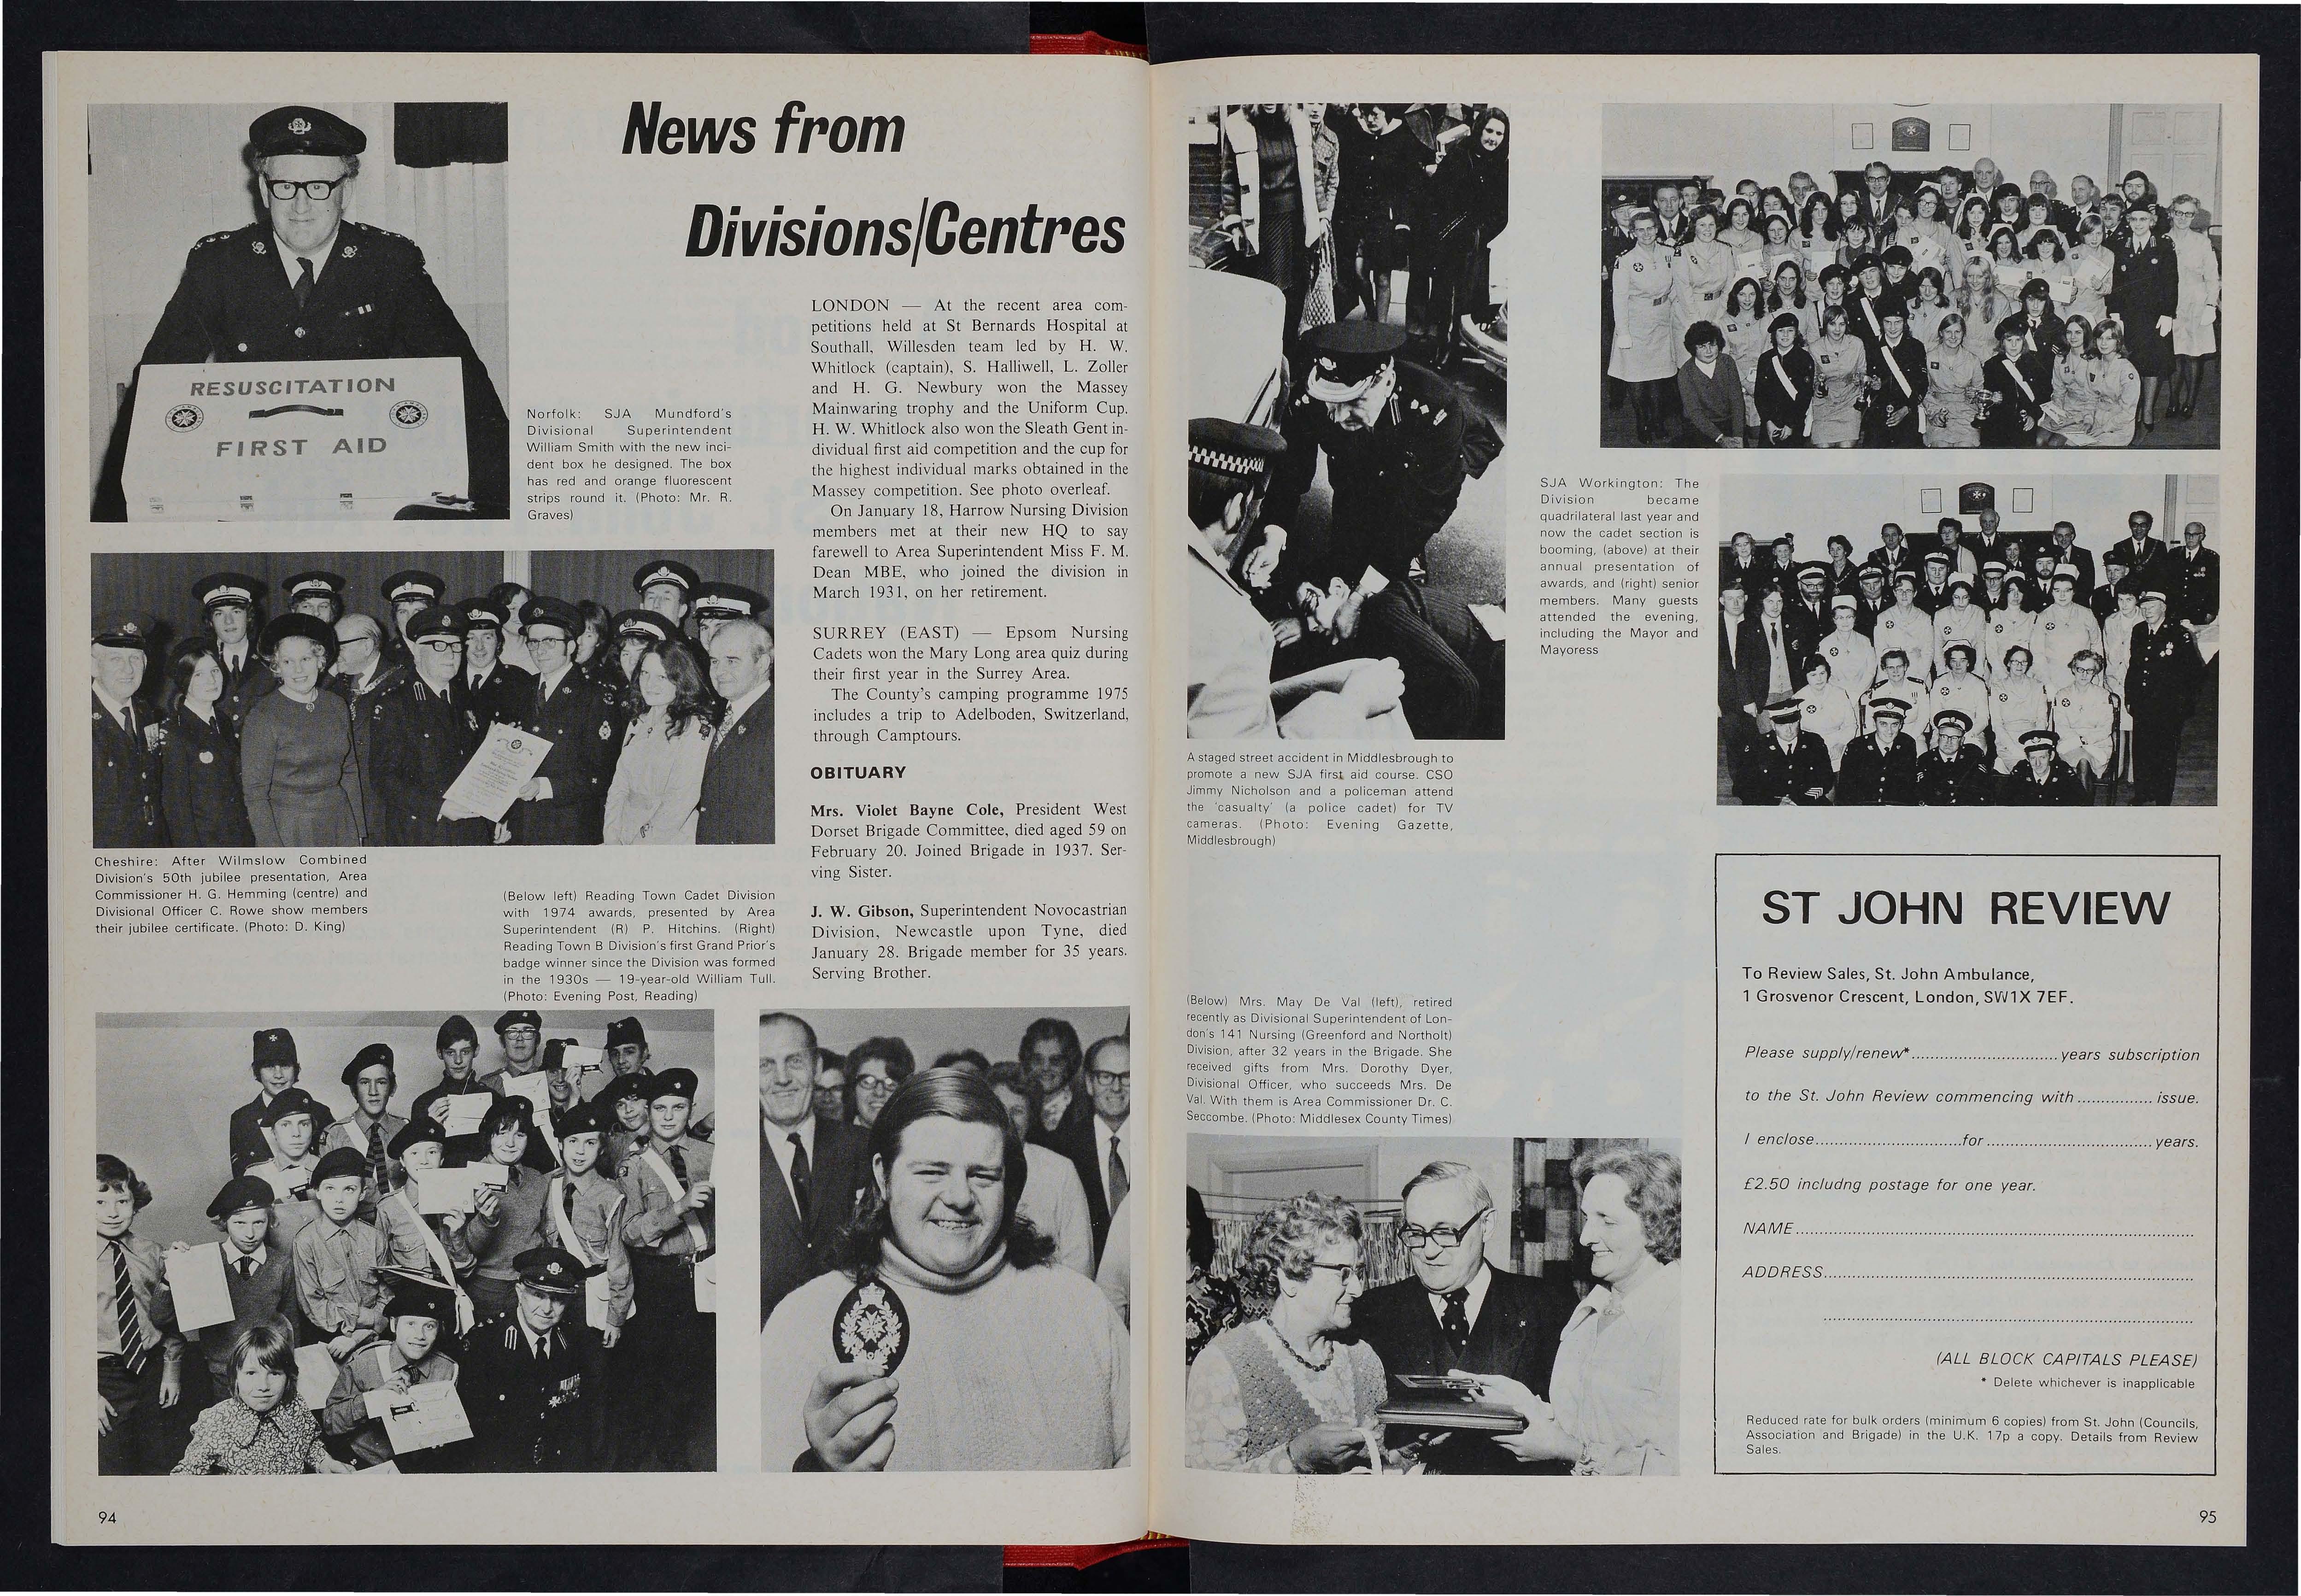 News from
Divisions/Centres
RESUSCITATION
FIRST AID
Norfolk: SJA Mundford's
Divisional Superintendent
William Smith with the new inci-
dent box he designed. The box
has red and orange fluorescent
strips round it. (Photo: Mr. R.
Graves)
Cheshire: After Wilmslow Combined
Division's 50th jubilee presentation, Area
Commissioner H. G. Hemming (centre) and
Divisional Officer C. Rowe show members
their jubilee certificate. (Photo: D. King)
(Below left) Reading Town Cadet Division
with 1974 awards, presented by Area
Superintendent (R) P. Hitchins. (Right)
Reading Town B Division's first Grand Prior's
badge winner since the Division was formed
in the 1930s — 19-year-old William Tull.
(Photo: Evening Post, Reading)
LONDON — At the recent area com-
petitions held at St Bernards Hospital at
Southall, Willesden team led by H. W.
Whitlock (captain), S. Halliwell, L. Zoller
and H. G. Newbury won the Massey
Mainwaring trophy and the Uniform Cup.
H. W. Whitlock also won the Sleath Gent in-
dividual first aid competition and the cup for
the highest individual marks obtained in the
Massey competition. See photo overleaf.
On January 18, Harrow Nursing Division
members met at their new HQ to say
farewell to Area Superintendent Miss F. M.
Dean MBE, who joined the division in
March 1931, on her retirement.
SURREY (EAST) — Epsom Nursing
Cadets won the Mary Long area quiz during
their first year in the Surrey Area.
The County's camping programme 1975
includes a trip to Adelboden, Switzerland,
through Camptours.
OBITUARY
Mrs. Violet Bayne Cole, President West
Dorset Brigade Committee, died aged 59 on
February 20. Joined Brigade in 1937. Ser-
ving Sister.
J. W. Gibson, Superintendent Novocastrian
Division, Newcastle upon Tyne, died
January 28. Brigade member for 35 years.
Serving Brother.
94
A staged street accident in Middlesbrough to
promote a new SJA first aid course. CSO
Jimmy Nicholson and a policeman attend
the 'casualty' (a police cadet) for TV
cameras. (Photo: Evening Gazette,
Middlesbrough)
SJA Workington: The
Division became
quadrilateral last year and
now the cadet section is
booming, (above) at their
annual presentation of
awards, and (right) senior
members. Many guests
attended the evening,
including the Mayor and
Mayoress
(Below) Mrs. May De Val (left), retired
recently as Divisional Superintendent of Lon-
don's 141 Nursing (Greenford and Northolt)
Division, after 32 years in the Brigade. She
received gifts from Mrs. Dorothy Dyer,
Divisional Officer, who succeeds Mrs. De
Val. With them is Area Commissioner Dr. C.
Seccombe. (Photo: Middlesex County Times)
ST JOHN REVIEW
To Review Sales, St. John Ambulance,
1 Grosvenor Crescent, London, SW1X 7EF.
Please supply/renew*.............................. years subscription
to the St. John Review commencing with ................ issue.
I enclose..............................for .................................. years.
£2.50 includng postage for one year.
NAME..................................................................................
ADDRESS............................................................................
............................................................................
(ALL BLOCK CAPITALS PLEASE)
* Delete whichever is inapplicable
Reduced rate for bulk orders (minimum 6 copies) from St. John (Councils,
Association and Brigade) in the U.K. 17p a copy. Details from Review
Sales.
95